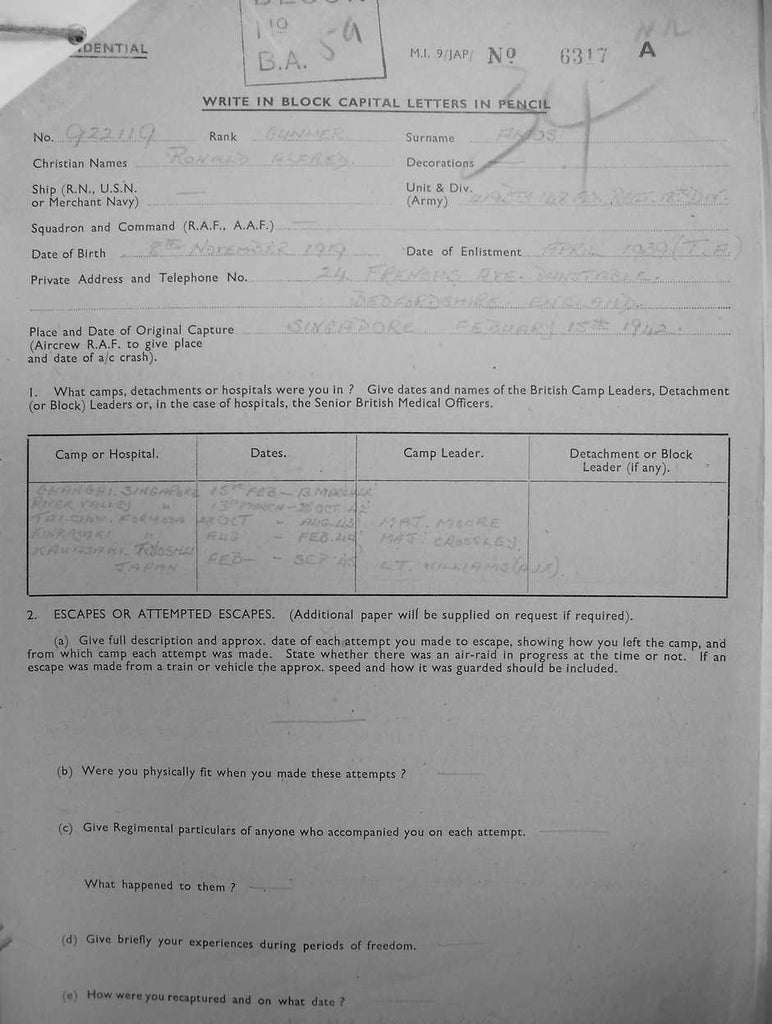 110
B.A. 5A
DENTIAL
M.I. 9/JAP/ Nº 6317 A
WRITE IN BLOCK CAPITAL LETTERS IN PENCIL
No. 922119 Rank GUNNER Surname AMOS
Christian Names RONALD ALFRED Decorations
Ship (R.N., U.S.N.
or Merchant Navy)
Unit & Div.
(Army) 18TH DIV.
Squadron and Command (R.A.F., A.A.F.)
Date of Birth 8TH NOVEMBER 1919 Date of Enlistment APRIL 1939 (T.A.)
Private Address and Telephone No. 24 FRENCHS AVE. DUNSTABLE.
BEDFORDSHIRE. ENGLAND.
Place and Date of Original Capture SINGAPORE. FEBUARY 15TH 1942.
(Aircrew R.A.F. to give place
and date of a/c crash).
1. What camps, detachments or hospitals were you in ? Give dates and names of the British Camp Leaders, Detachment
(or Block) Leaders or, in the case of hospitals, the Senior British Medical Officers.
Camp or Hospital. Dates. Camp Leader. Detachment or Block
Leader (if any).
CHANGHI. SINGAPORE 15TH FEB - 13 MARCH
RIVER VALLEY " 13TH MARCH - OCT 42
FORMOSA OCT - AUG. 43 MAJ. MOORE
AUG - FEB. 44 MAJ. CROSSLEY.
JAPAN FEB - SEP 45 LT. WILLIAMS
2. ESCAPES OR ATTEMPTED ESCAPES. (Additional paper will be supplied on request if required).
(a) Give full description and approx. date of each attempt you made to escape, showing how you left the camp, and
from which camp each attempt was made. State whether there was an air-raid in progress at the time or not. If an
escape was made from a train or vehicle the approx. speed and how it was guarded should be included.
(b) Were you physically fit when you made these attempts ?
(c) Give Regimental particulars of anyone who accompanied you on each attempt.
What happened to them ?
(d) Give briefly your experiences during periods of freedom.
(e) How were you recaptured and on what date ?